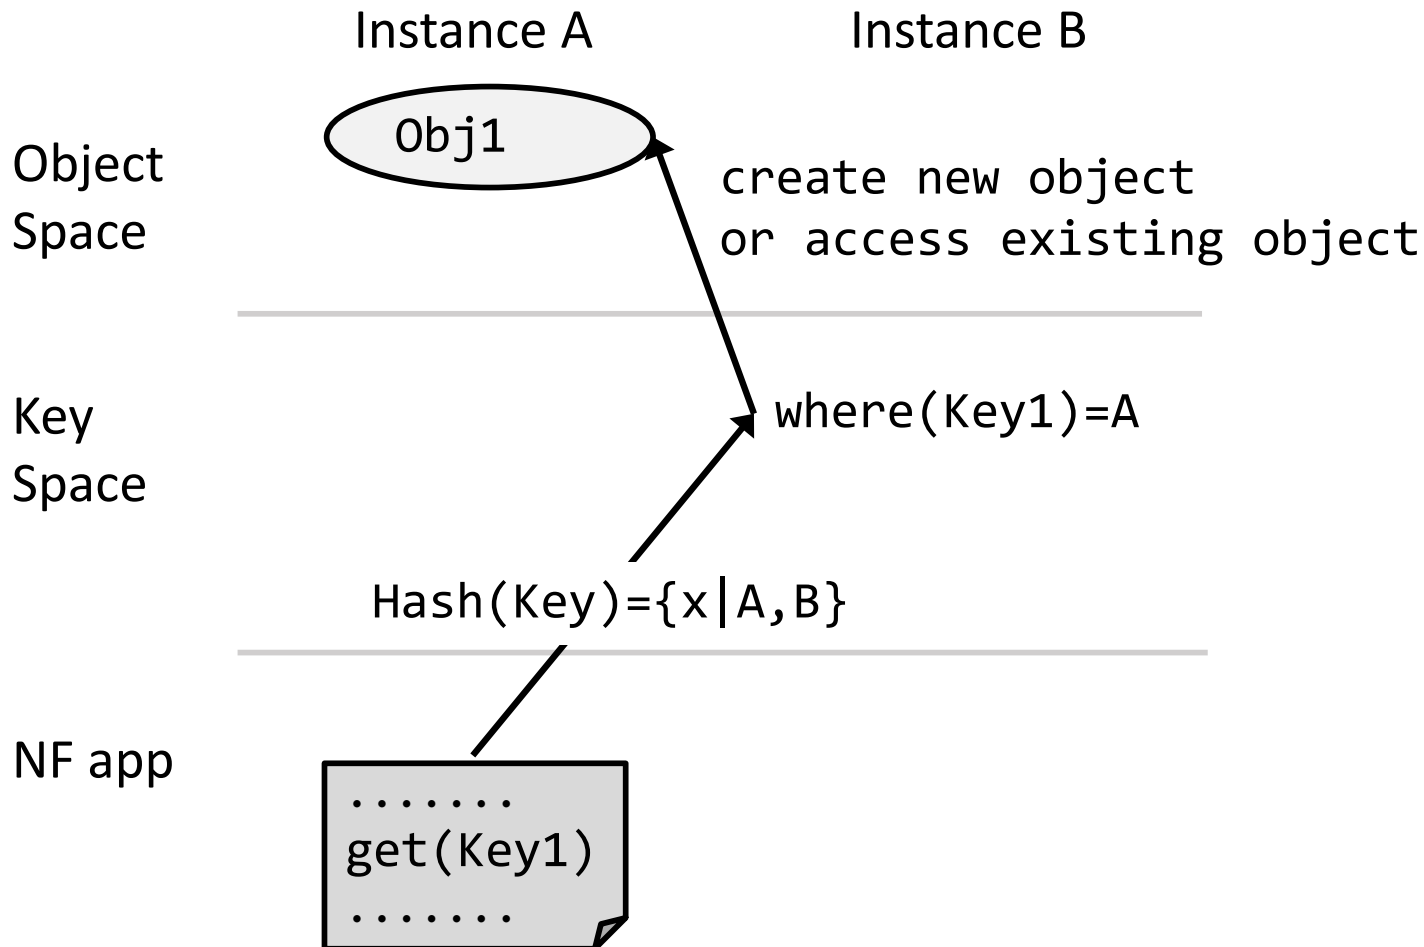 Instance A
Instance B
Obj1
Object
Space
create new object
or access existing object
Key
Space
where(Key1)=A
Hash(Key)={x|A,B}
NF app
.......
get(Key1)
.......